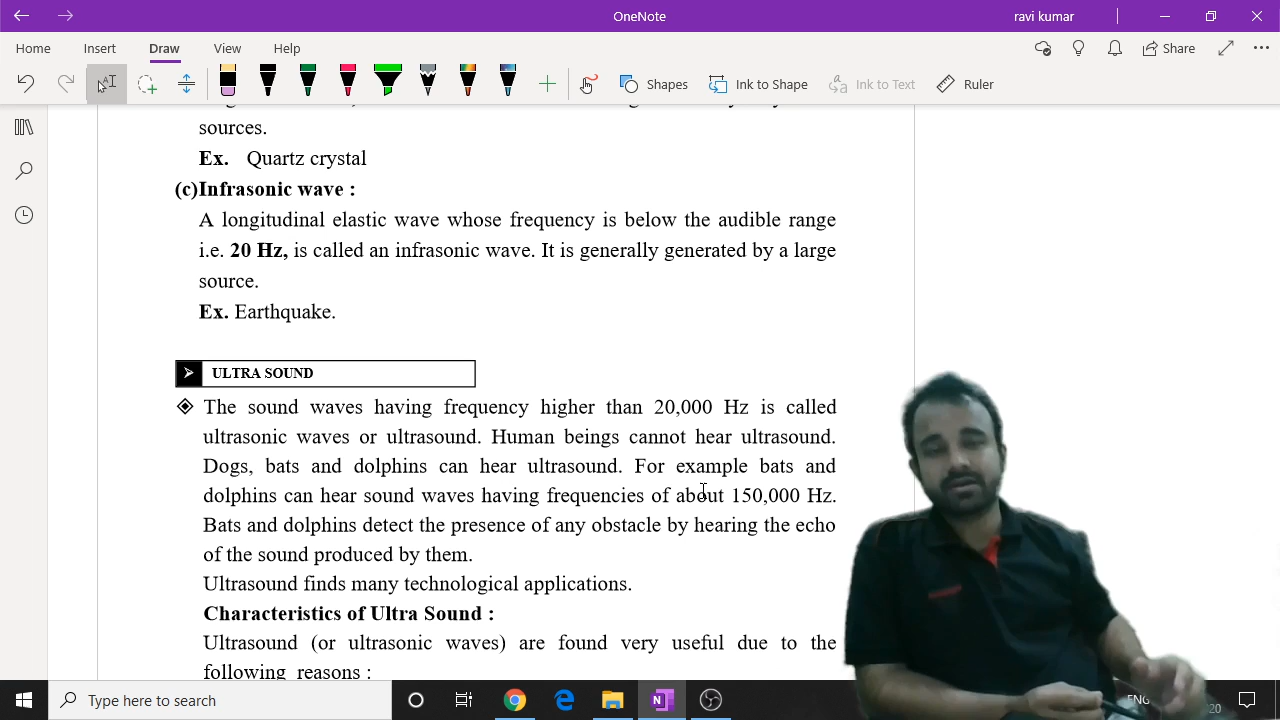 OneNote
ravi kumar
Home Insert Draw View Help
Share
Shapes Ink to Shape Ink to Text Ruler
sources.
Ex. Quartz crystal
(c)Infrasonic wave :
A longitudinal elastic wave whose frequency is below the audible range
i.e. 20 Hz, is called an infrasonic wave. It is generally generated by a large
source.
Ex. Earthquake.
ULTRA SOUND
The sound waves having frequency higher than 20,000 Hz is called
ultrasonic waves or ultrasound. Human beings cannot hear ultrasound.
Dogs, bats and dolphins can hear ultrasound. For example bats and
dolphins can hear sound waves having frequencies of about 150,000 Hz.
Bats and dolphins detect the presence of any obstacle by hearing the echo
of the sound produced by them.
Ultrasound finds many technological applications.
Characteristics of Ultra Sound :
Ultrasound (or ultrasonic waves) are found very useful due to the
following reasons :
Type here to search
ENG
20